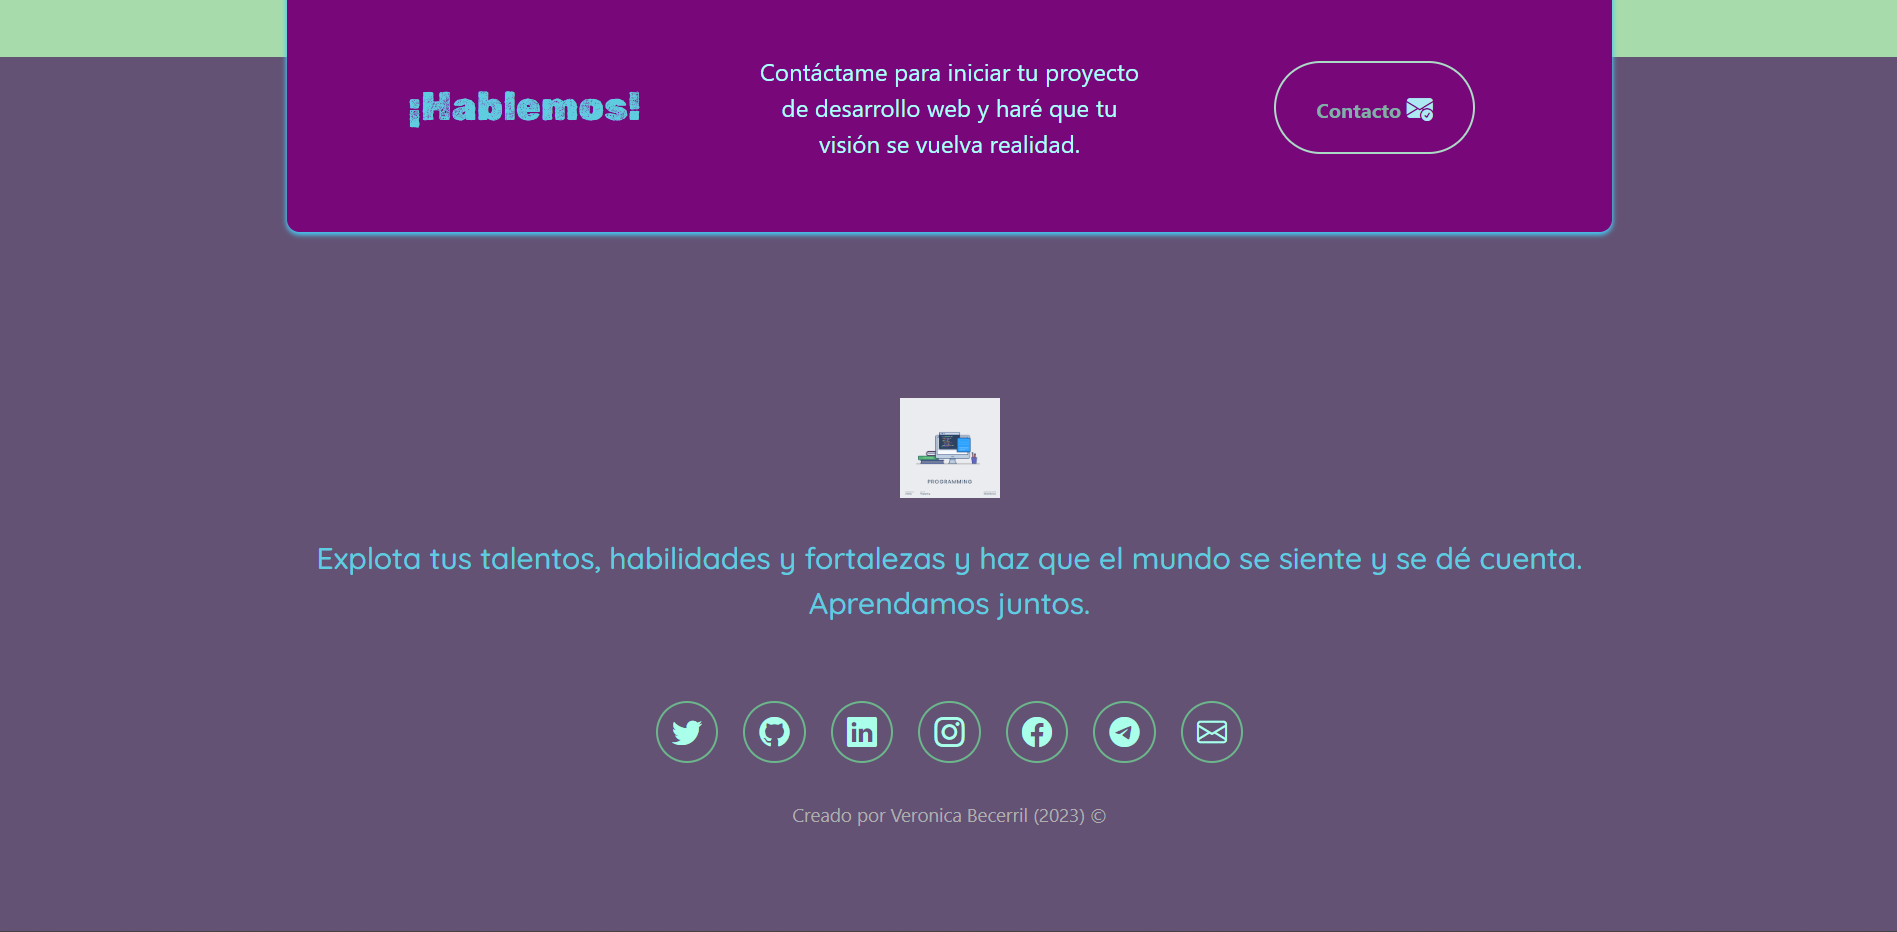 ¡Hablemos!
Contáctame para iniciar tu proyecto
de desarrollo web y haré que tu
visión se vuelva realidad.
Contacto
PROGRAMMING
Explota tus talentos, habilidades y fortalezas y haz que el mundo se siente y se dé cuenta.
Aprendamos juntos.
in
Creado por Veronica Becerril (2023) ©